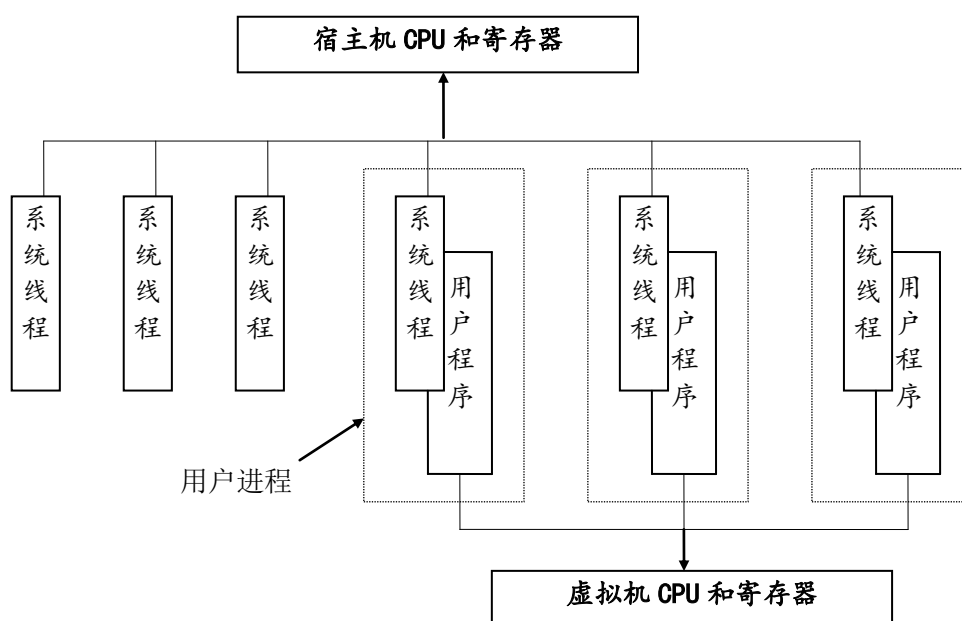 宿主机 CPU 和寄存器
系统线程
系统线程
系统线程
系统线程
用户程序
系统线程
用户程序
系统线程
用户程序
用户进程
虚拟机 CPU 和寄存器